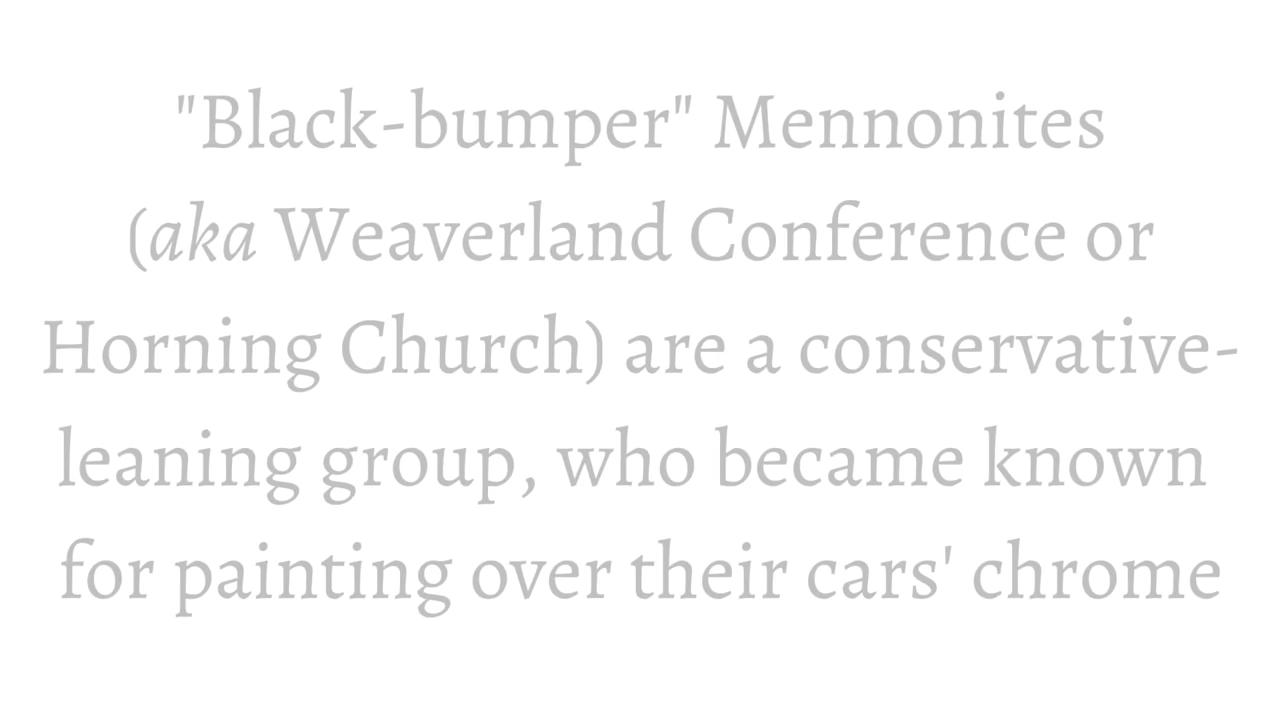 "Black-bumper" Mennonites
(aka Weaverland Conference or
Horning Church) are a conservative-
leaning group, who became known
for painting over their cars' chrome